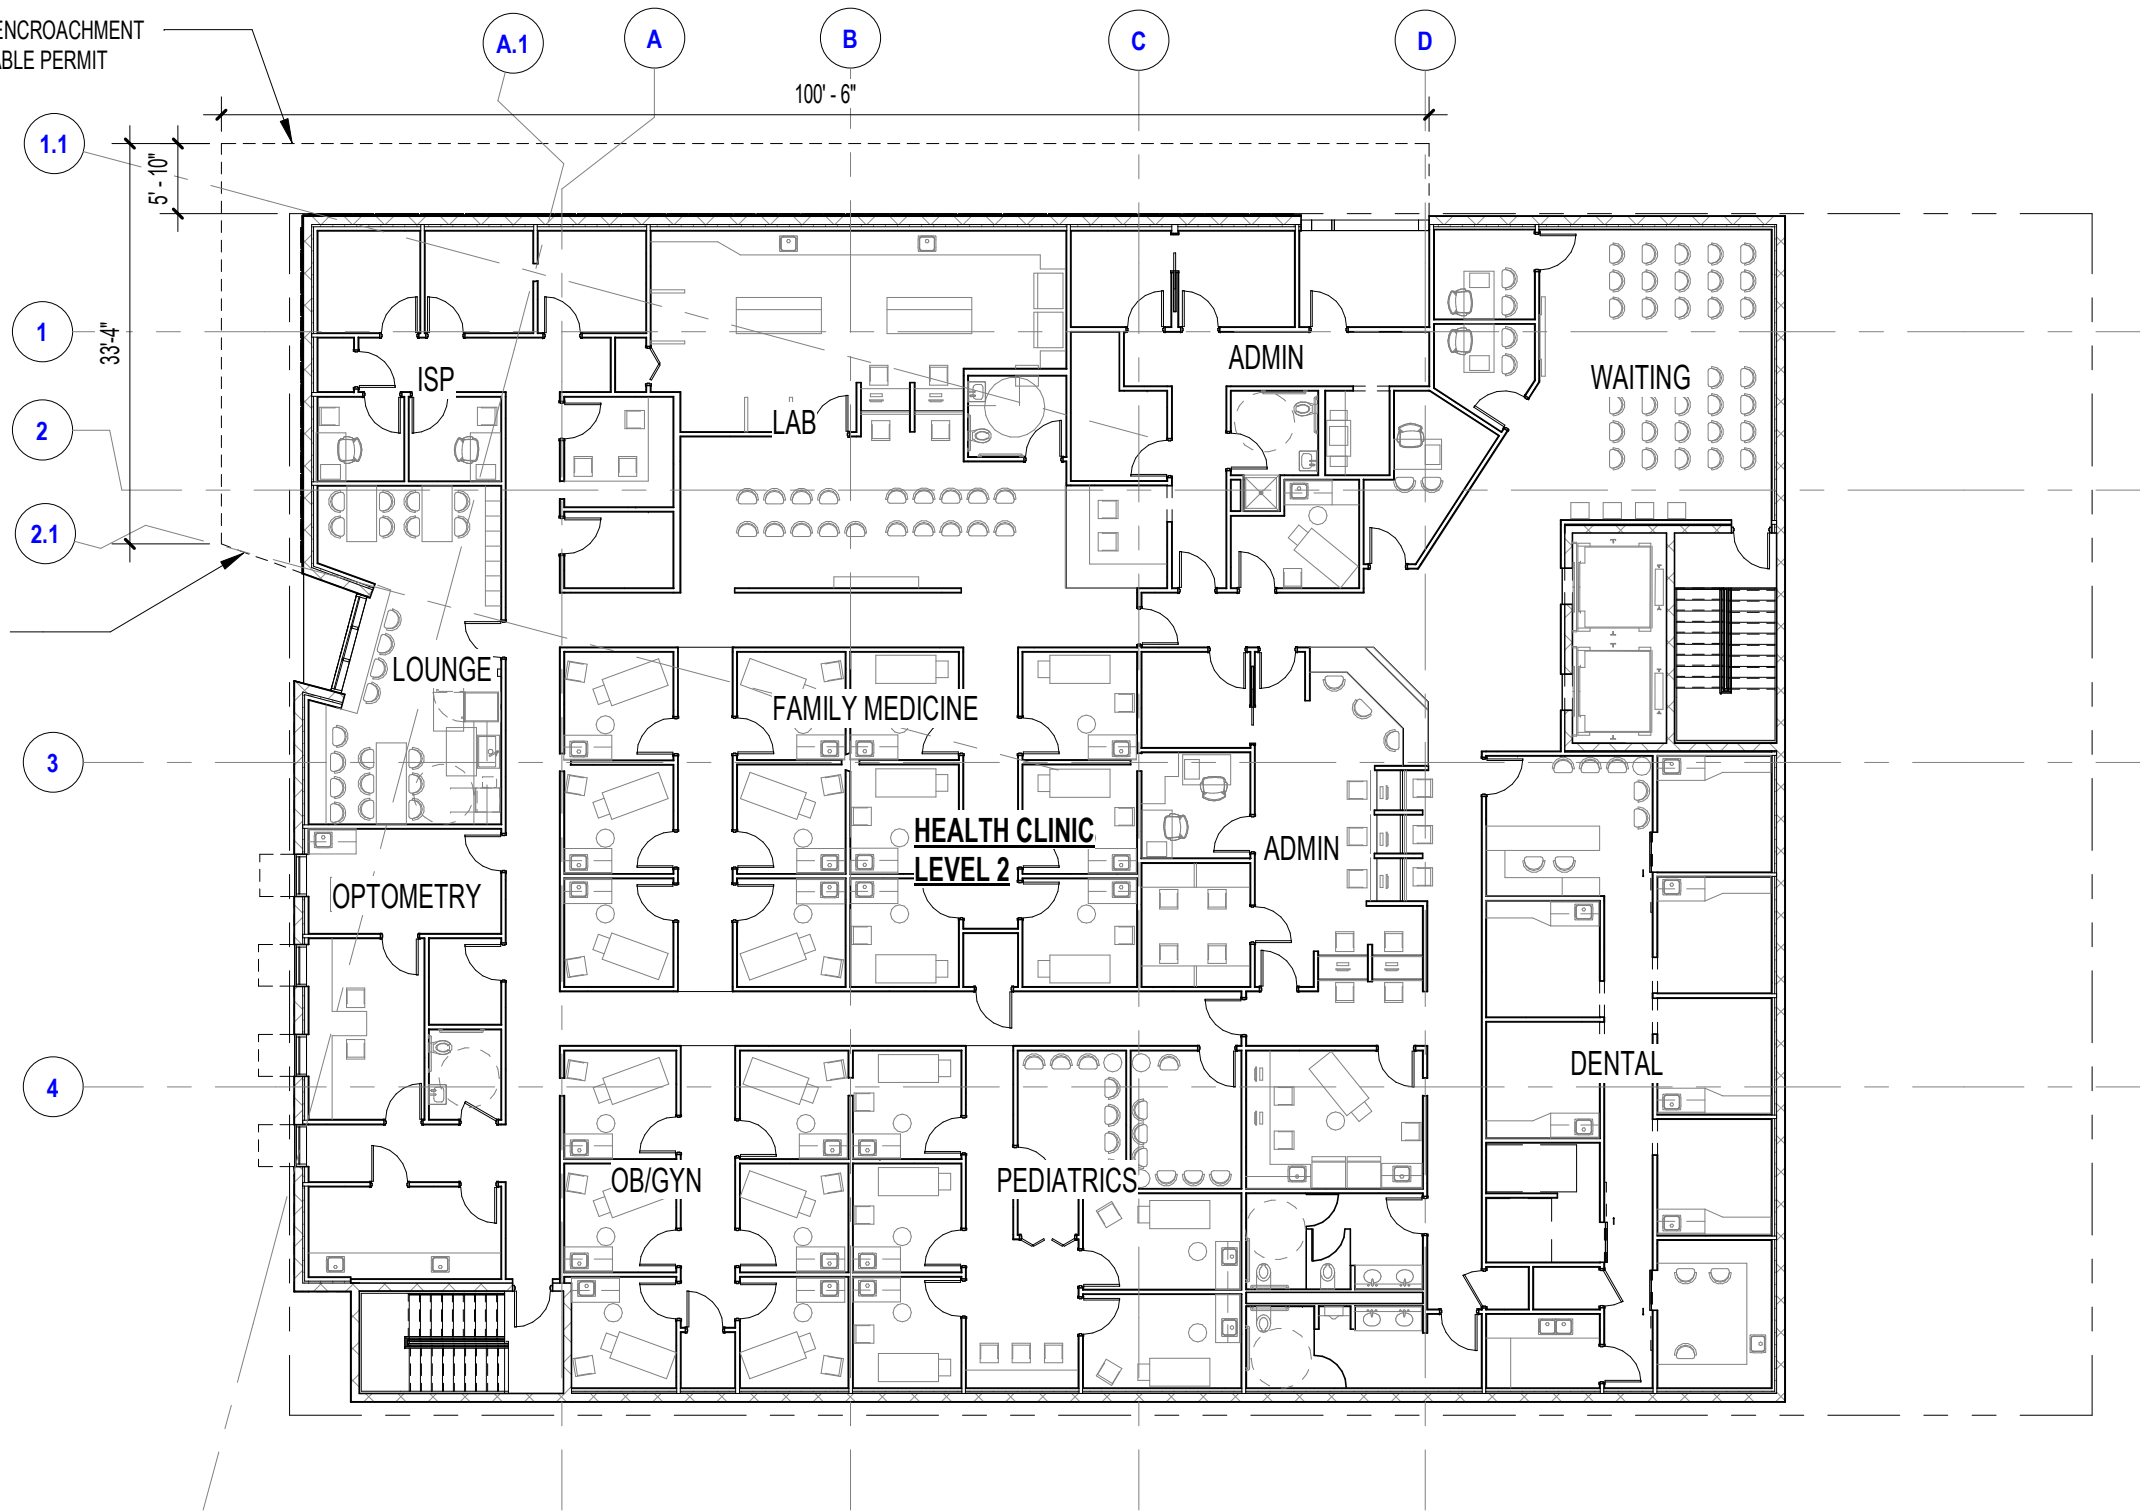 ENCROACHMENT
ABLE PERMIT
A.1
A
B
C
D
100' - 6"
1.1
5' - 10"
33'-4"
1
ISP
ADMIN
WAITING
2
LAB
2.1
LOUNGE
FAMILY MEDICINE
3
HEALTH CLINIC
LEVEL 2
ADMIN
OPTOMETRY
4
DENTAL
OB/GYN
PEDIATRICS